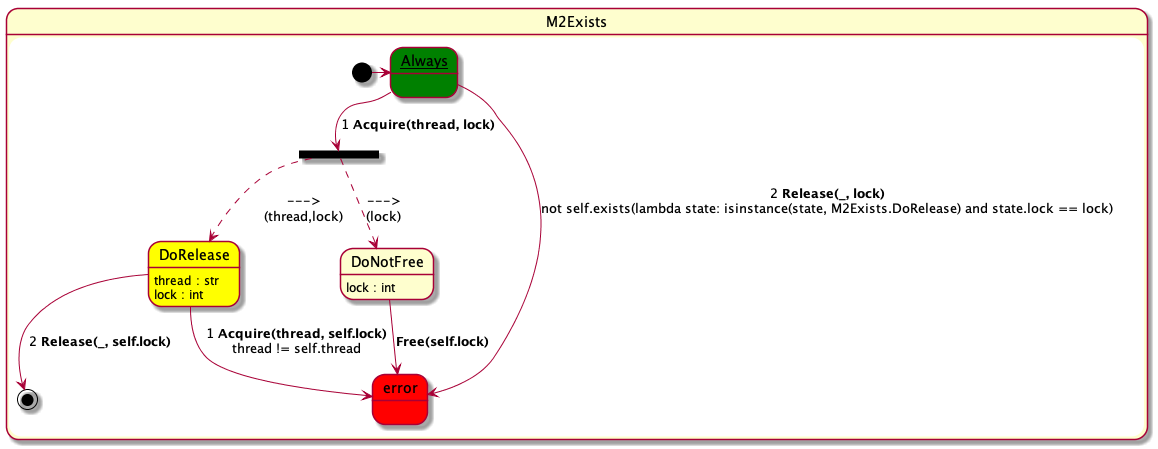 M2Exists
Always
1 Acquire(thread, lock)
2 Release(_, lock)
not self.exists(lambda state: isinstance(state, M2Exists.DoRelease) and state.lock == lock)
--->
(thread,lock)
--->
(lock)
DoRelease
thread : str
lock : int
DoNotFree
lock : int
2 Release(_, self.lock)
1 Acquire(thread, self.lock)
thread != self.thread
Free(self.lock)
error